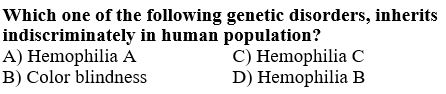 Which one of the following genetic disorders, inherits
indiscriminately in human population?
A) Hemophilia A C) Hemophilia C
B) Color blindness D) Hemophilia B